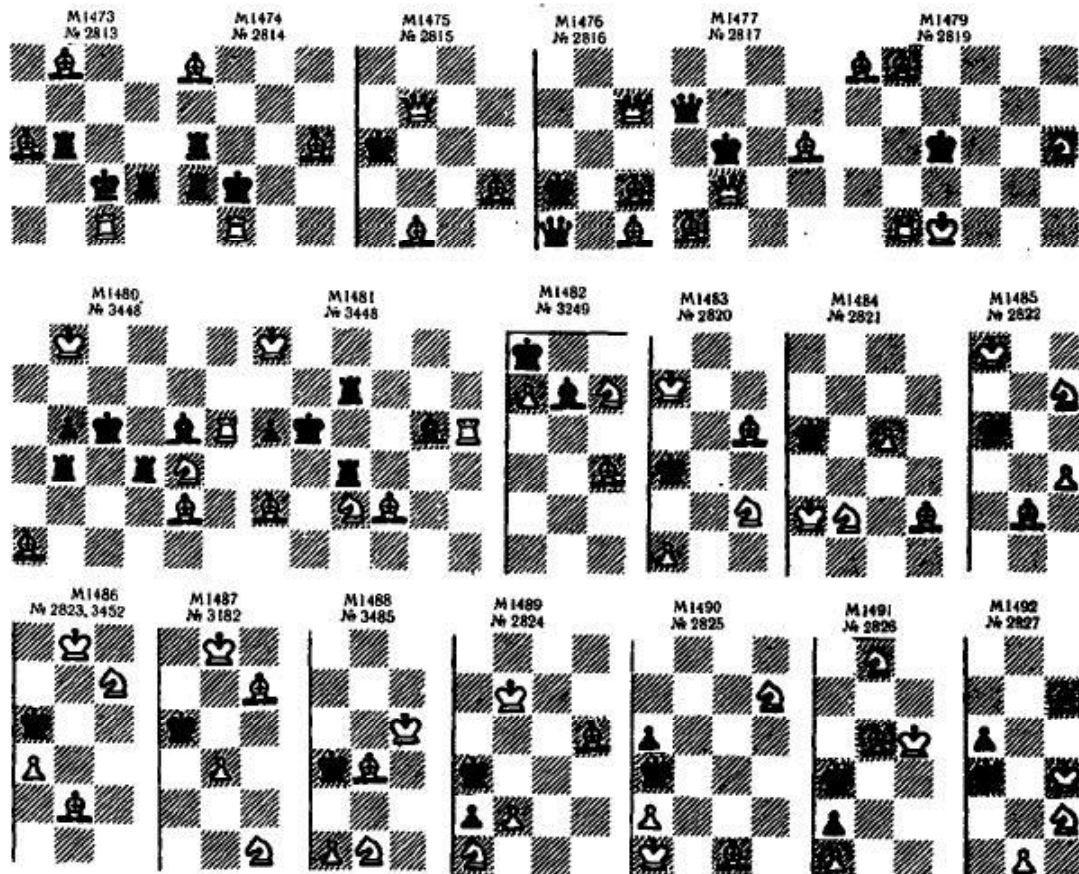 M1473
№ 2813
M1474
№ 2814
M1475
№ 2815
M1476
№ 2816
M1477
№ 2817
M1479
№ 2819
M1480
№ 3448
M1481
№ 3448
M1482
№ 3249
M1483
№ 2820
M1484
№ 2821
M1485
№ 2822
M1486
№ 2823, 3452
M1487
№ 3182
M1488
№ 3485
M1489
№ 2824
M1490
№ 2825
M1491
№ 2826
M1492
№ 2827